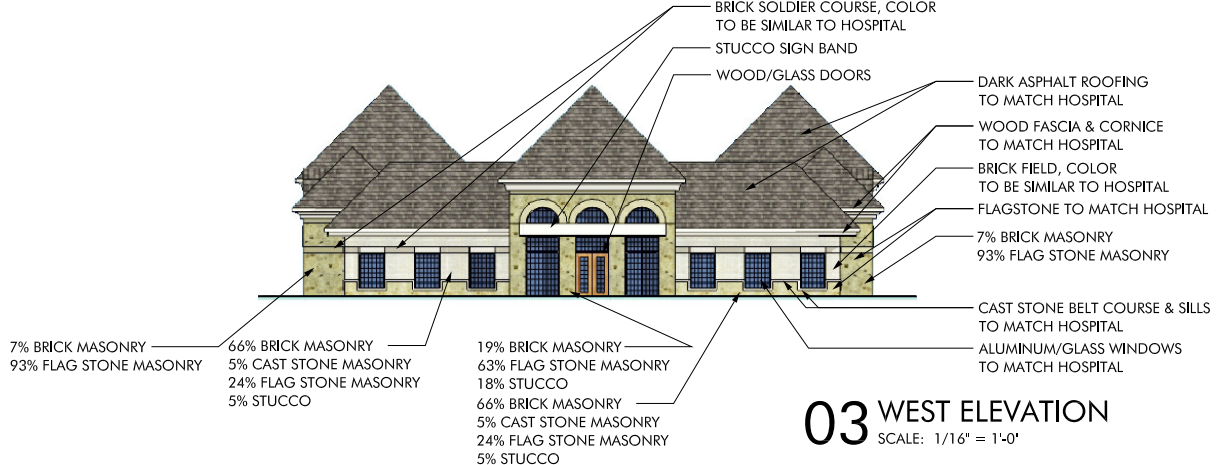 BRICK SOLDIER COURSE, COLOR
TO BE SIMILAR TO HOSPITAL
STUCCO SIGN BAND
WOOD/GLASS DOORS
DARK ASPHALT ROOFING
TO MATCH HOSPITAL
WOOD FASCIA & CORNICE
TO MATCH HOSPITAL
BRICK FIELD, COLOR
TO BE SIMILAR TO HOSPITAL
FLAGSTONE TO MATCH HOSPITAL
7% BRICK MASONRY
93% FLAG STONE MASONRY
CAST STONE BELT COURSE & SILLS
TO MATCH HOSPITAL
ALUMINUM/GLASS WINDOWS
TO MATCH HOSPITAL
7% BRICK MASONRY
93% FLAG STONE MASONRY
66% BRICK MASONRY
5% CAST STONE MASONRY
24% FLAG STONE MASONRY
5% STUCCO
19% BRICK MASONRY
63% FLAG STONE MASONRY
18% STUCCO
66% BRICK MASONRY
5% CAST STONE MASONRY
24% FLAG STONE MASONRY
5% STUCCO
03 WEST ELEVATION
SCALE: 1/16" = 1'-0'